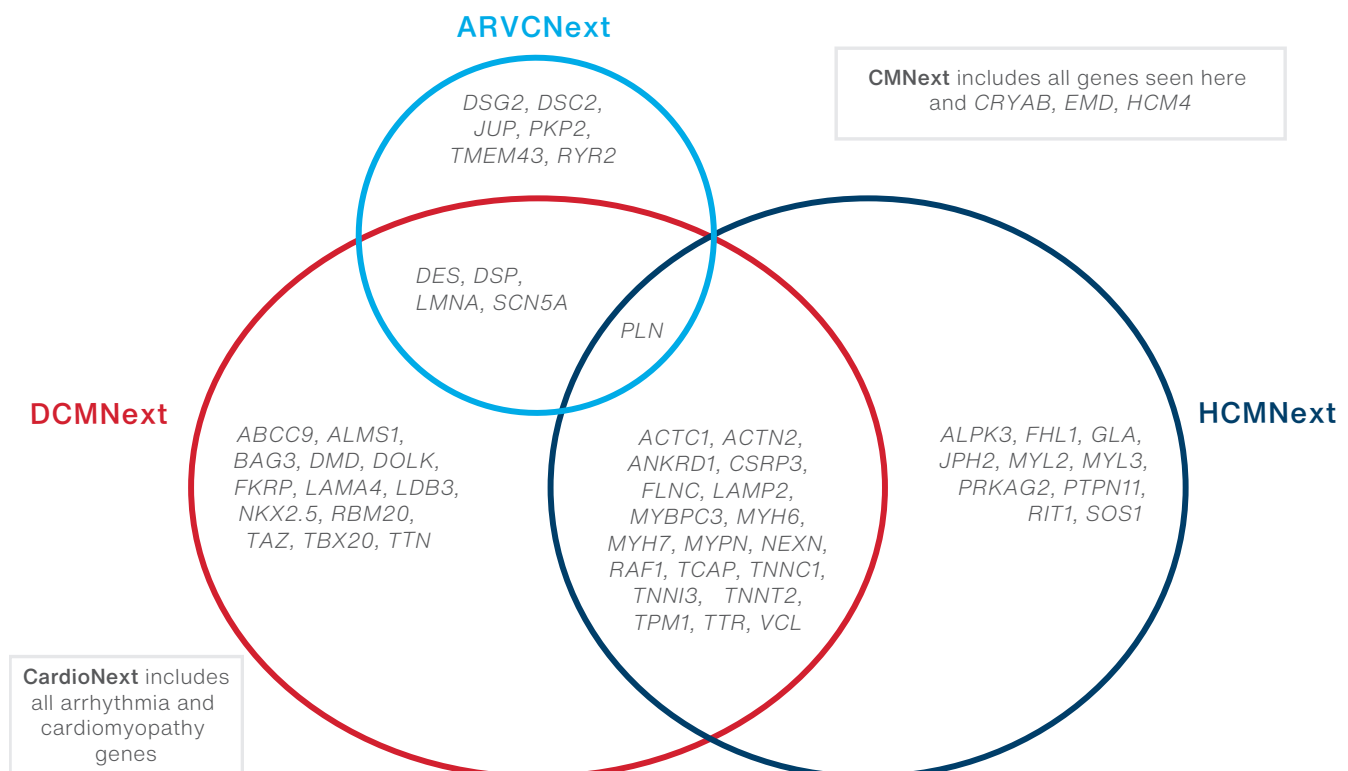 ARVCNext
CMNext includes all genes seen here
and CRYAB, EMD, HCM4
DSG2, DSC2,
JUP, PKP2,
TMEM43, RYR2
DES, DSP,
LMNA, SCN5A
PLN
DCMNext
HCMNext
ABCC9, ALMS1,
BAG3, DMD, DOLK,
FKRP, LAMA4, LDB3,
NKX2.5, RBM20,
TAZ, TBX20, TTN
ACTC1, ACTN2,
ANKRD1, CSRP3,
FLNC, LAMP2,
MYBPC3, MYH6,
MYH7, MYPN, NEXN,
RAF1, TCAP, TNNC1,
TNNI3, TNNT2,
TPM1, TTR, VCL
ALPK3, FHL1, GLA,
JPH2, MYL2, MYL3,
PRKAG2, PTPN11,
RIT1, SOS1
CardioNext includes
all arrhythmia and
cardiomyopathy
genes